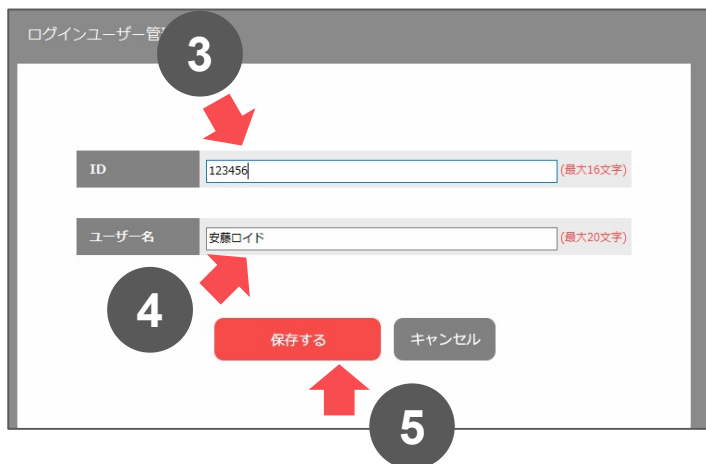 ログインユーザー管
3
ID
123456
(最大16文字)
ユーザー名
安藤ロイド
(最大20文字)
4
保存する
キャンセル
5